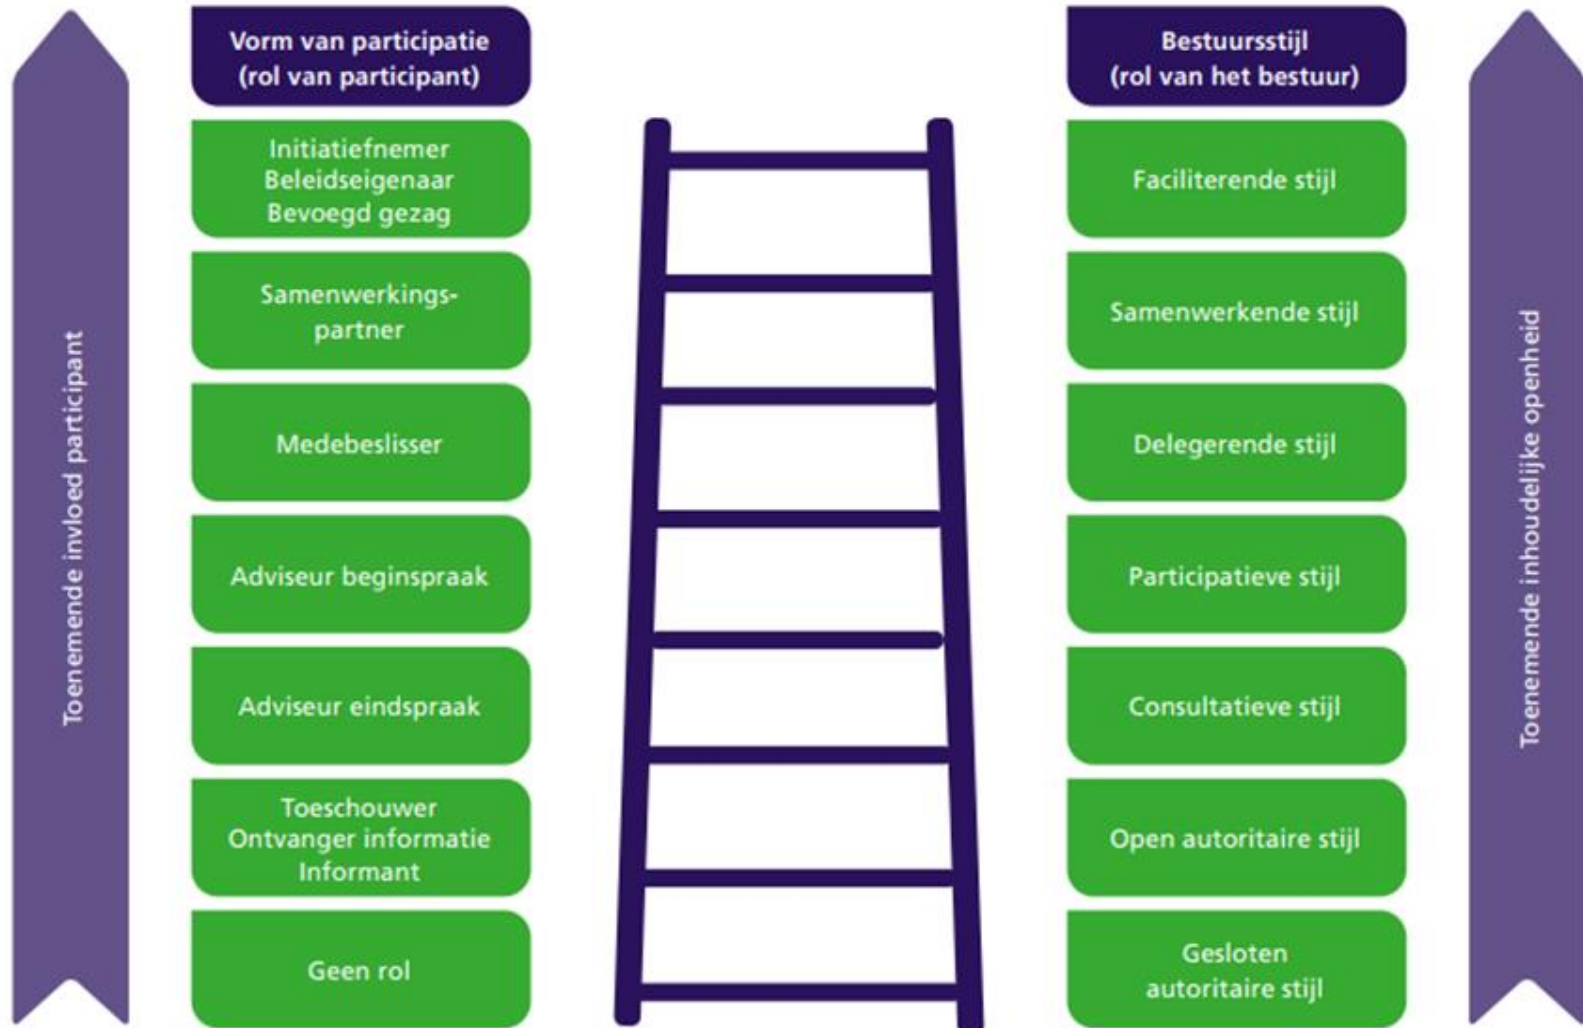 Toenemende invloed participant
Vorm van participatie
(rol van participant)
Initiatiefnemer
Beleidseigenaar
Bevoegd gezag
Samenwerkings-
partner
Medebeslisser
Adviseur beginspraak
Adviseur eindspraak
Toeschouwer
Ontvanger informatie
Informant
Geen rol
Bestuursstijl
(rol van het bestuur)
Faciliterende stijl
Samenwerkende stijl
Delegerende stijl
Participatieve stijl
Consultatieve stijl
Open autoritaire stijl
Gesloten
autoritaire stijl
Toenemende inhoudelijke openheid